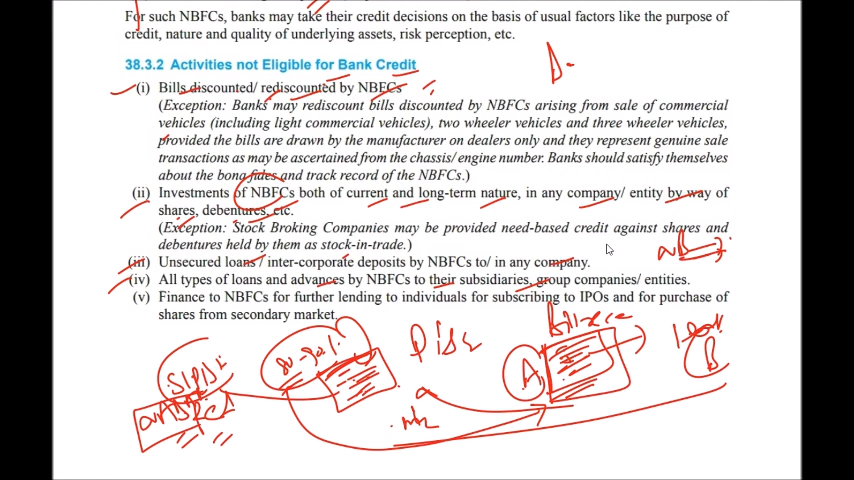 For such NBFCs, banks may take their credit decisions on the basis of usual factors like the purpose of
credit, nature and quality of underlying assets, risk perception, etc.
38.3.2 Activities not Eligible for Bank Credit
(i) Bills discounted/ rediscounted by NBFCs
(Exception: Banks may rediscount bills discounted by NBFCs arising from sale of commercial
vehicles (including light commercial vehicles), two wheeler vehicles and three wheeler vehicles,
provided the bills are drawn by the manufacturer on dealers only and they represent genuine sale
transactions as may be ascertained from the chassis/ engine number. Banks should satisfy themselves
about the bona fides and track record of the NBFCs.)
(ii) Investments of NBFCs both of current and long-term nature, in any company/ entity by way of
shares, debentures, etc.
(Exception: Stock Broking Companies may be provided need-based credit against shares and
debentures held by them as stock-in-trade.)
(iii) Unsecured loans / inter-corporate deposits by NBFCs to/ in any company.
(iv) All types of loans and advances by NBFCs to their subsidiaries, group companies/ entities.
(v) Finance to NBFCs for further lending to individuals for subscribing to IPOs and for purchase of
shares from secondary market.
A
B